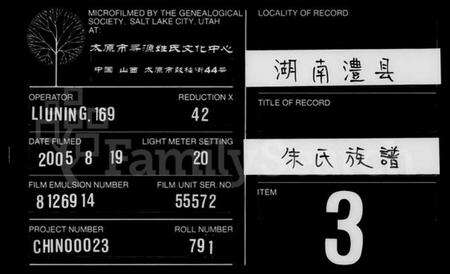 MICROFILMED BY THE GENEALOGICAL
SOCIETY, SALT LAKE CITY, UTAH
AT:
太原市寻源姓氏文化中心
中国 山西 太原市鼓楼街44号
OPERATOR
REDUCTION X
LIUNING, 169
42
DATE FILMED
LIGHT METER SETTING
2005 8 19
20
FILM EMULSION NUMBER
FILM UNIT SER. NO
8126914
55572
PROJECT NUMBER
ROLL NUMBER
CHN00023
791
LOCALITY OF RECORD
湖南澧县
TITLE OF RECORD
朱氏族譜
ITEM
3
FamilyS